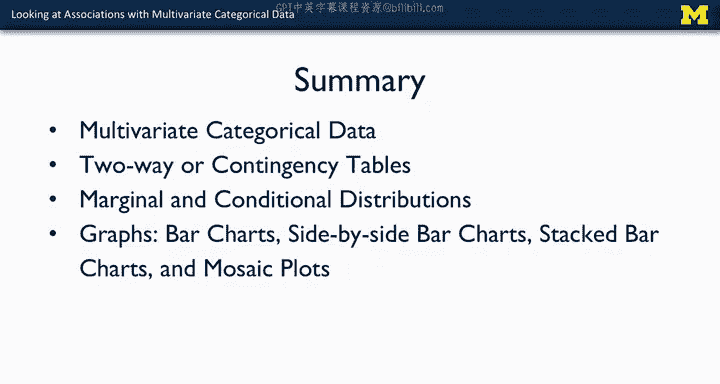 Looking at Associations with Multivariate Categorical Data
GPT中英字幕课程资源@bilibili.com
M
Summary
• Multivariate Categorical Data
• Two-way or Contingency Tables
• Marginal and Conditional Distributions
• Graphs: Bar Charts, Side-by-side Bar Charts, Stacked Bar
Charts, and Mosaic Plots